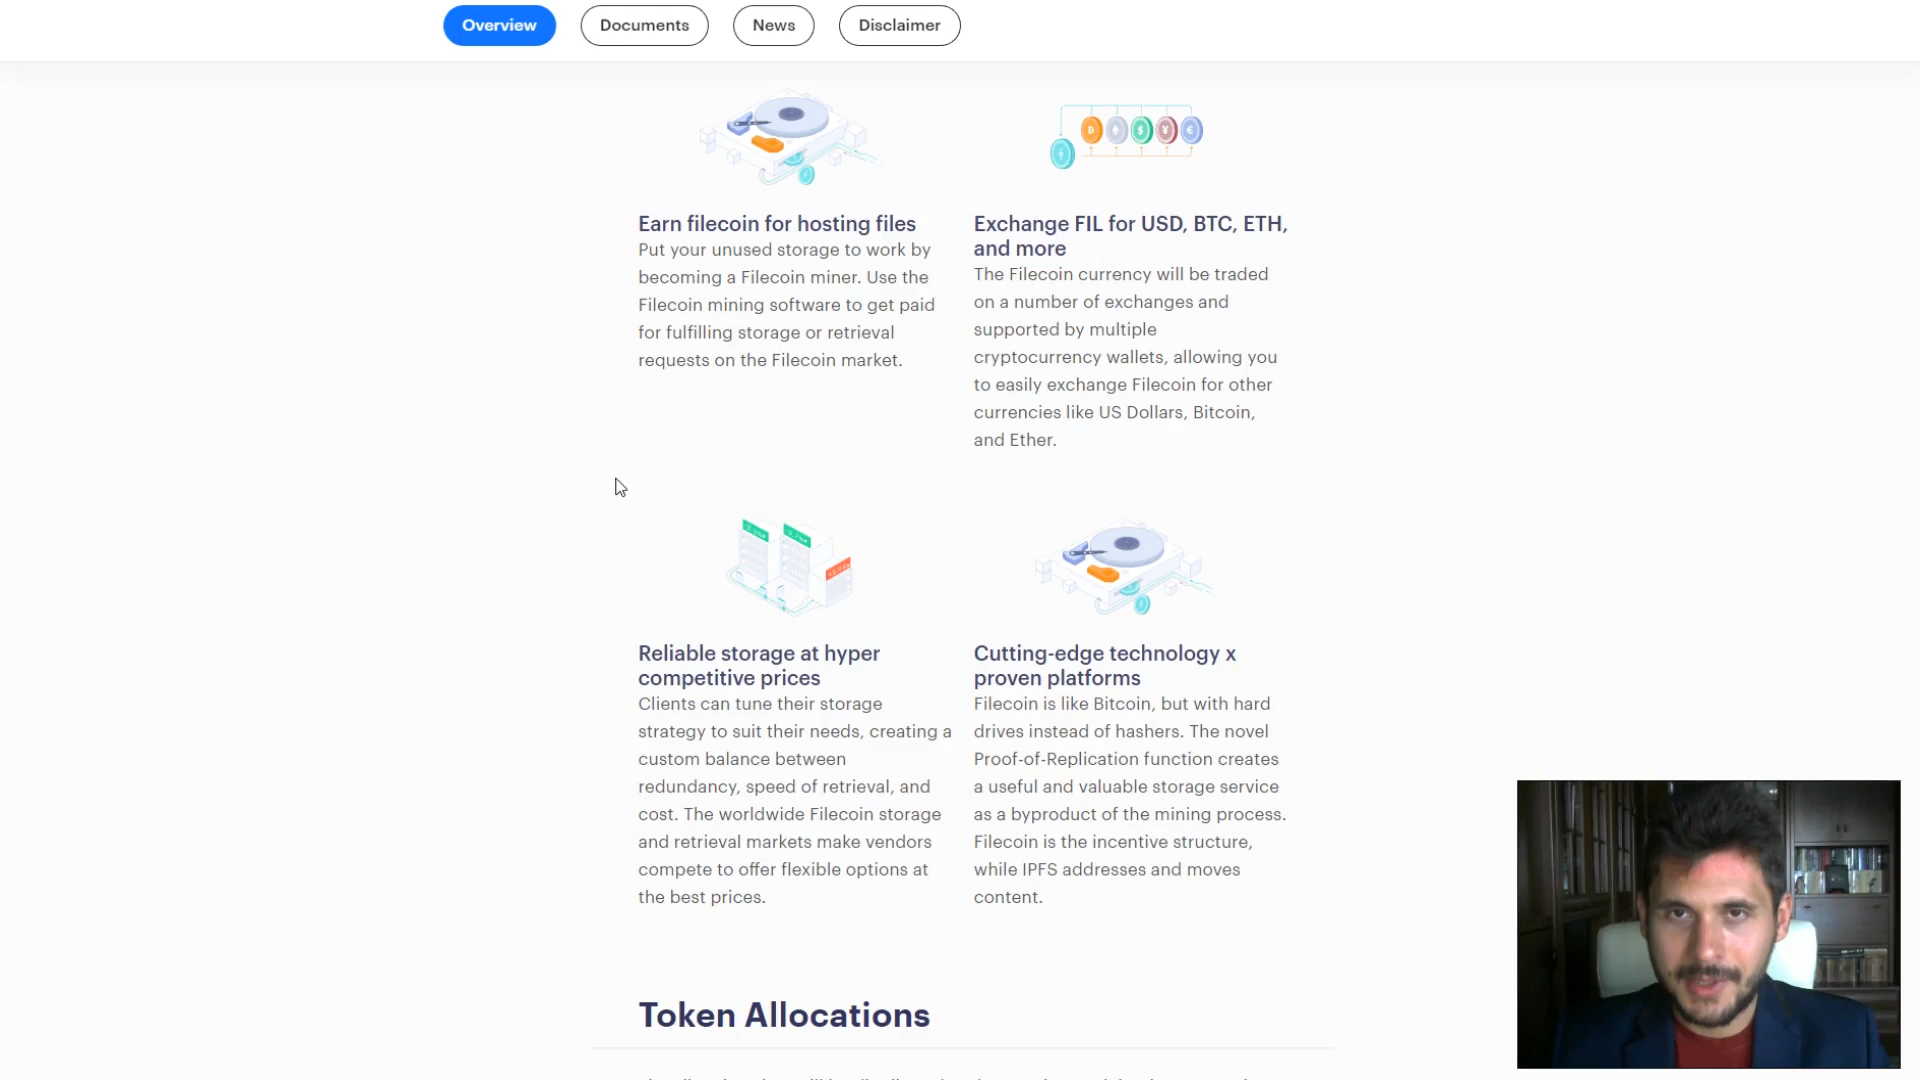 Overview
Documents
News
Disclaimer
Earn filecoin for hosting files
Put your unused storage to work by
becoming a Filecoin miner. Use the
Filecoin mining software to get paid
for fulfilling storage or retrieval
requests on the Filecoin market.
Exchange FIL for USD, BTC, ETH,
and more
The Filecoin currency will be traded
on a number of exchanges and
supported by multiple
cryptocurrency wallets, allowing you
to easily exchange Filecoin for other
currencies like US Dollars, Bitcoin,
and Ether.
Reliable storage at hyper
competitive prices
Clients can tune their storage
strategy to suit their needs, creating a
custom balance between
redundancy, speed of retrieval, and
cost. The worldwide Filecoin storage
and retrieval markets make vendors
compete to offer flexible options at
the best prices.
Cutting-edge technology x
proven platforms
Filecoin is like Bitcoin, but with hard
drives instead of hashers. The novel
Proof-of-Replication function creates
a useful and valuable storage service
as a byproduct of the mining process.
Filecoin is the incentive structure,
while IPFS addresses and moves
content.
Token Allocations